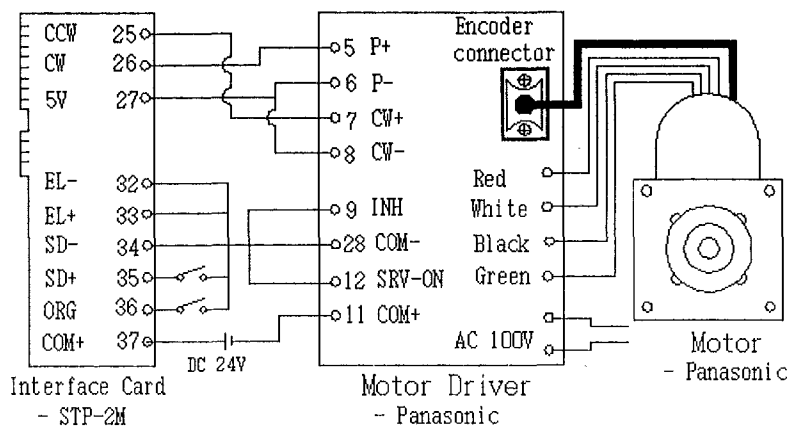 CCW 25
CW 26
5V 27
EL- 32
EL+ 33
SD- 34
SD+ 35
ORG 36
COM+ 37
DC 24V
Interface Card
- STP-2M
5 P+
6 P-
7 CW+
8 CW-
9 INH
28 COM-
12 SRV-ON
11 COM+
Encoder
connector
Red
White
Black
Green
AC 100V
Motor Driver
- Panasonic
Motor
- Panasonic